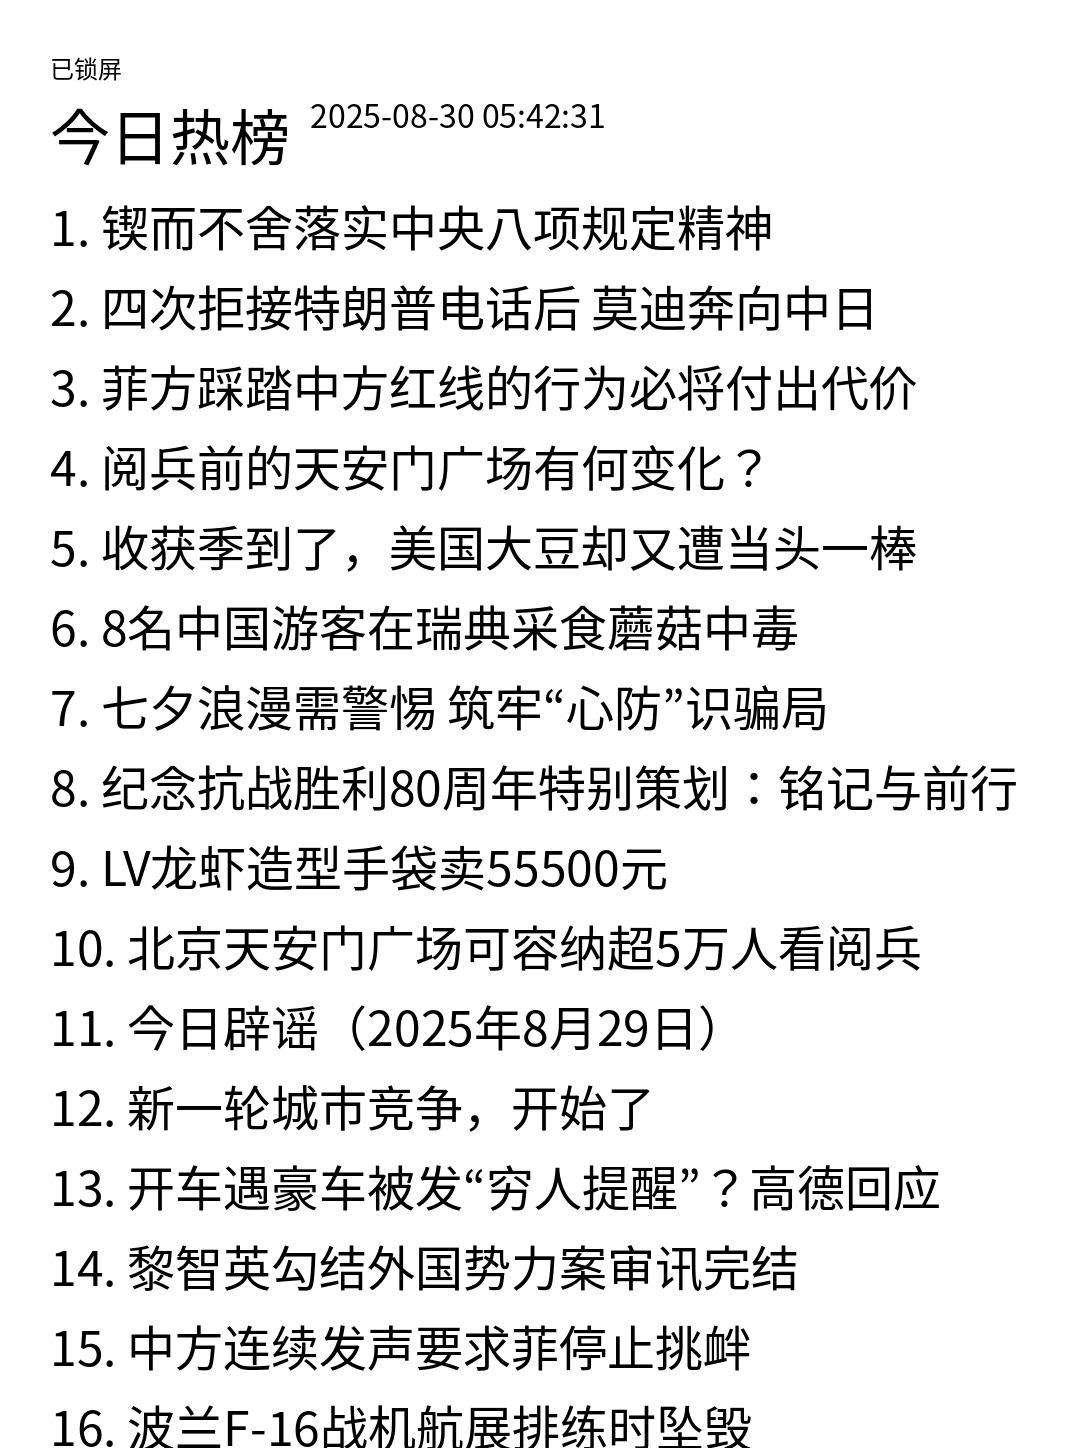 已锁屏
今日热榜 2025-08-30 05:42:31
1. 锲而不舍落实中央八项规定精神
2. 四次拒接特朗普电话后 莫迪奔向中日
3. 菲方踩踏中方红线的行为必将付出代价
4. 阅兵前的天安门广场有何变化？
5. 收获季到了，美国大豆却又遭当头一棒
6. 8名中国游客在瑞典采食蘑菇中毒
7. 七夕浪漫需警惕 筑牢“心防”识骗局
8. 纪念抗战胜利80周年特别策划：铭记与前行
9. LV龙虾造型手袋卖55500元
10. 北京天安门广场可容纳超5万人看阅兵
11. 今日辟谣（2025年8月29日）
12. 新一轮城市竞争，开始了
13. 开车遇豪车被发“穷人提醒”？高德回应
14. 黎智英勾结外国势力案审讯完结
15. 中方连续发声要求菲停止挑衅
16. 波兰F-16战机航展排练时坠毁